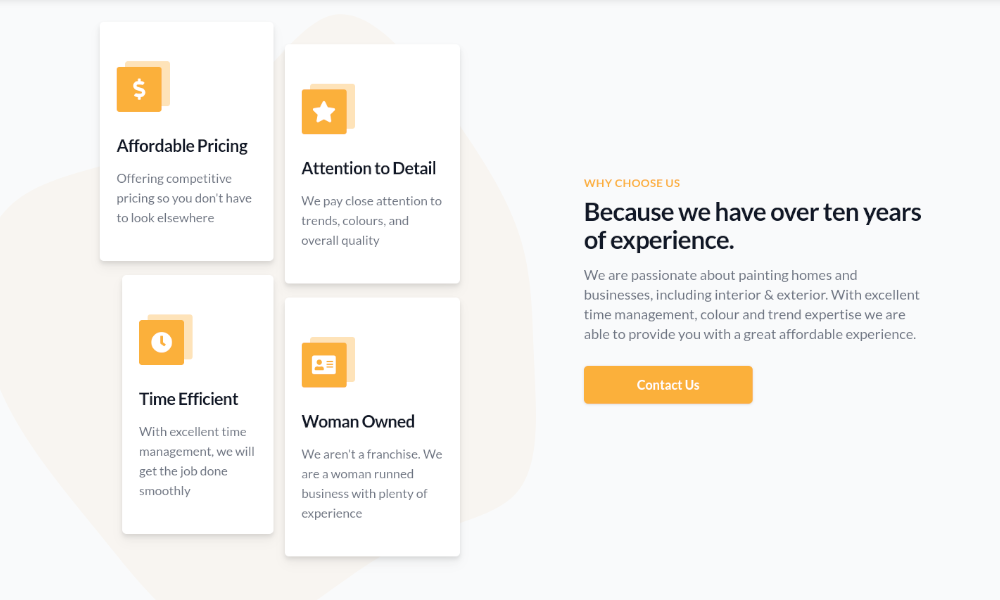 $
Affordable Pricing
Offering competitive
pricing so you don't have
to look elsewhere
Attention to Detail
We pay close attention to
trends, colours, and
overall quality
Time Efficient
With excellent time
management, we will
get the job done
smoothly
Woman Owned
We aren't a franchise. We
are a woman runned
business with plenty of
experience
WHY CHOOSE US
Because we have over ten years
of experience.
We are passionate about painting homes and
businesses, including interior & exterior. With excellent
time management, colour and trend expertise we are
able to provide you with a great affordable experience.
Contact Us